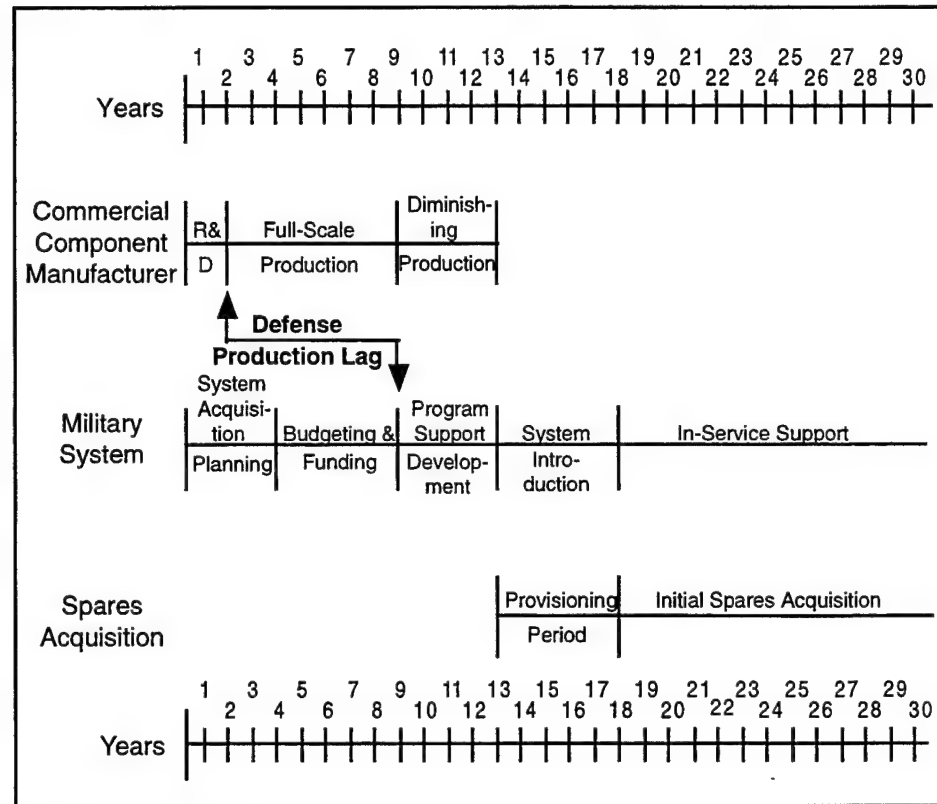 1 3 5 7 9 11 13 15 17 19 21 23 25 27 29
2 4 6 8 10 12 14 16 18 20 22 24 26 28 30
Years
Commercial
Component
Manufacturer
R&
D
Full-Scale
Production
Diminish-
ing
Production
Defense
Production Lag
Military
System
System
Acquisi-
tion
Planning
Budgeting &
Funding
Program
Support
Develop-
ment
System
Intro-
duction
In-Service Support
Spares
Acquisition
Provisioning
Period
Initial Spares Acquisition
1 3 5 7 9 11 13 15 17 19 21 23 25 27 29
2 4 6 8 10 12 14 16 18 20 22 24 26 28 30
Years